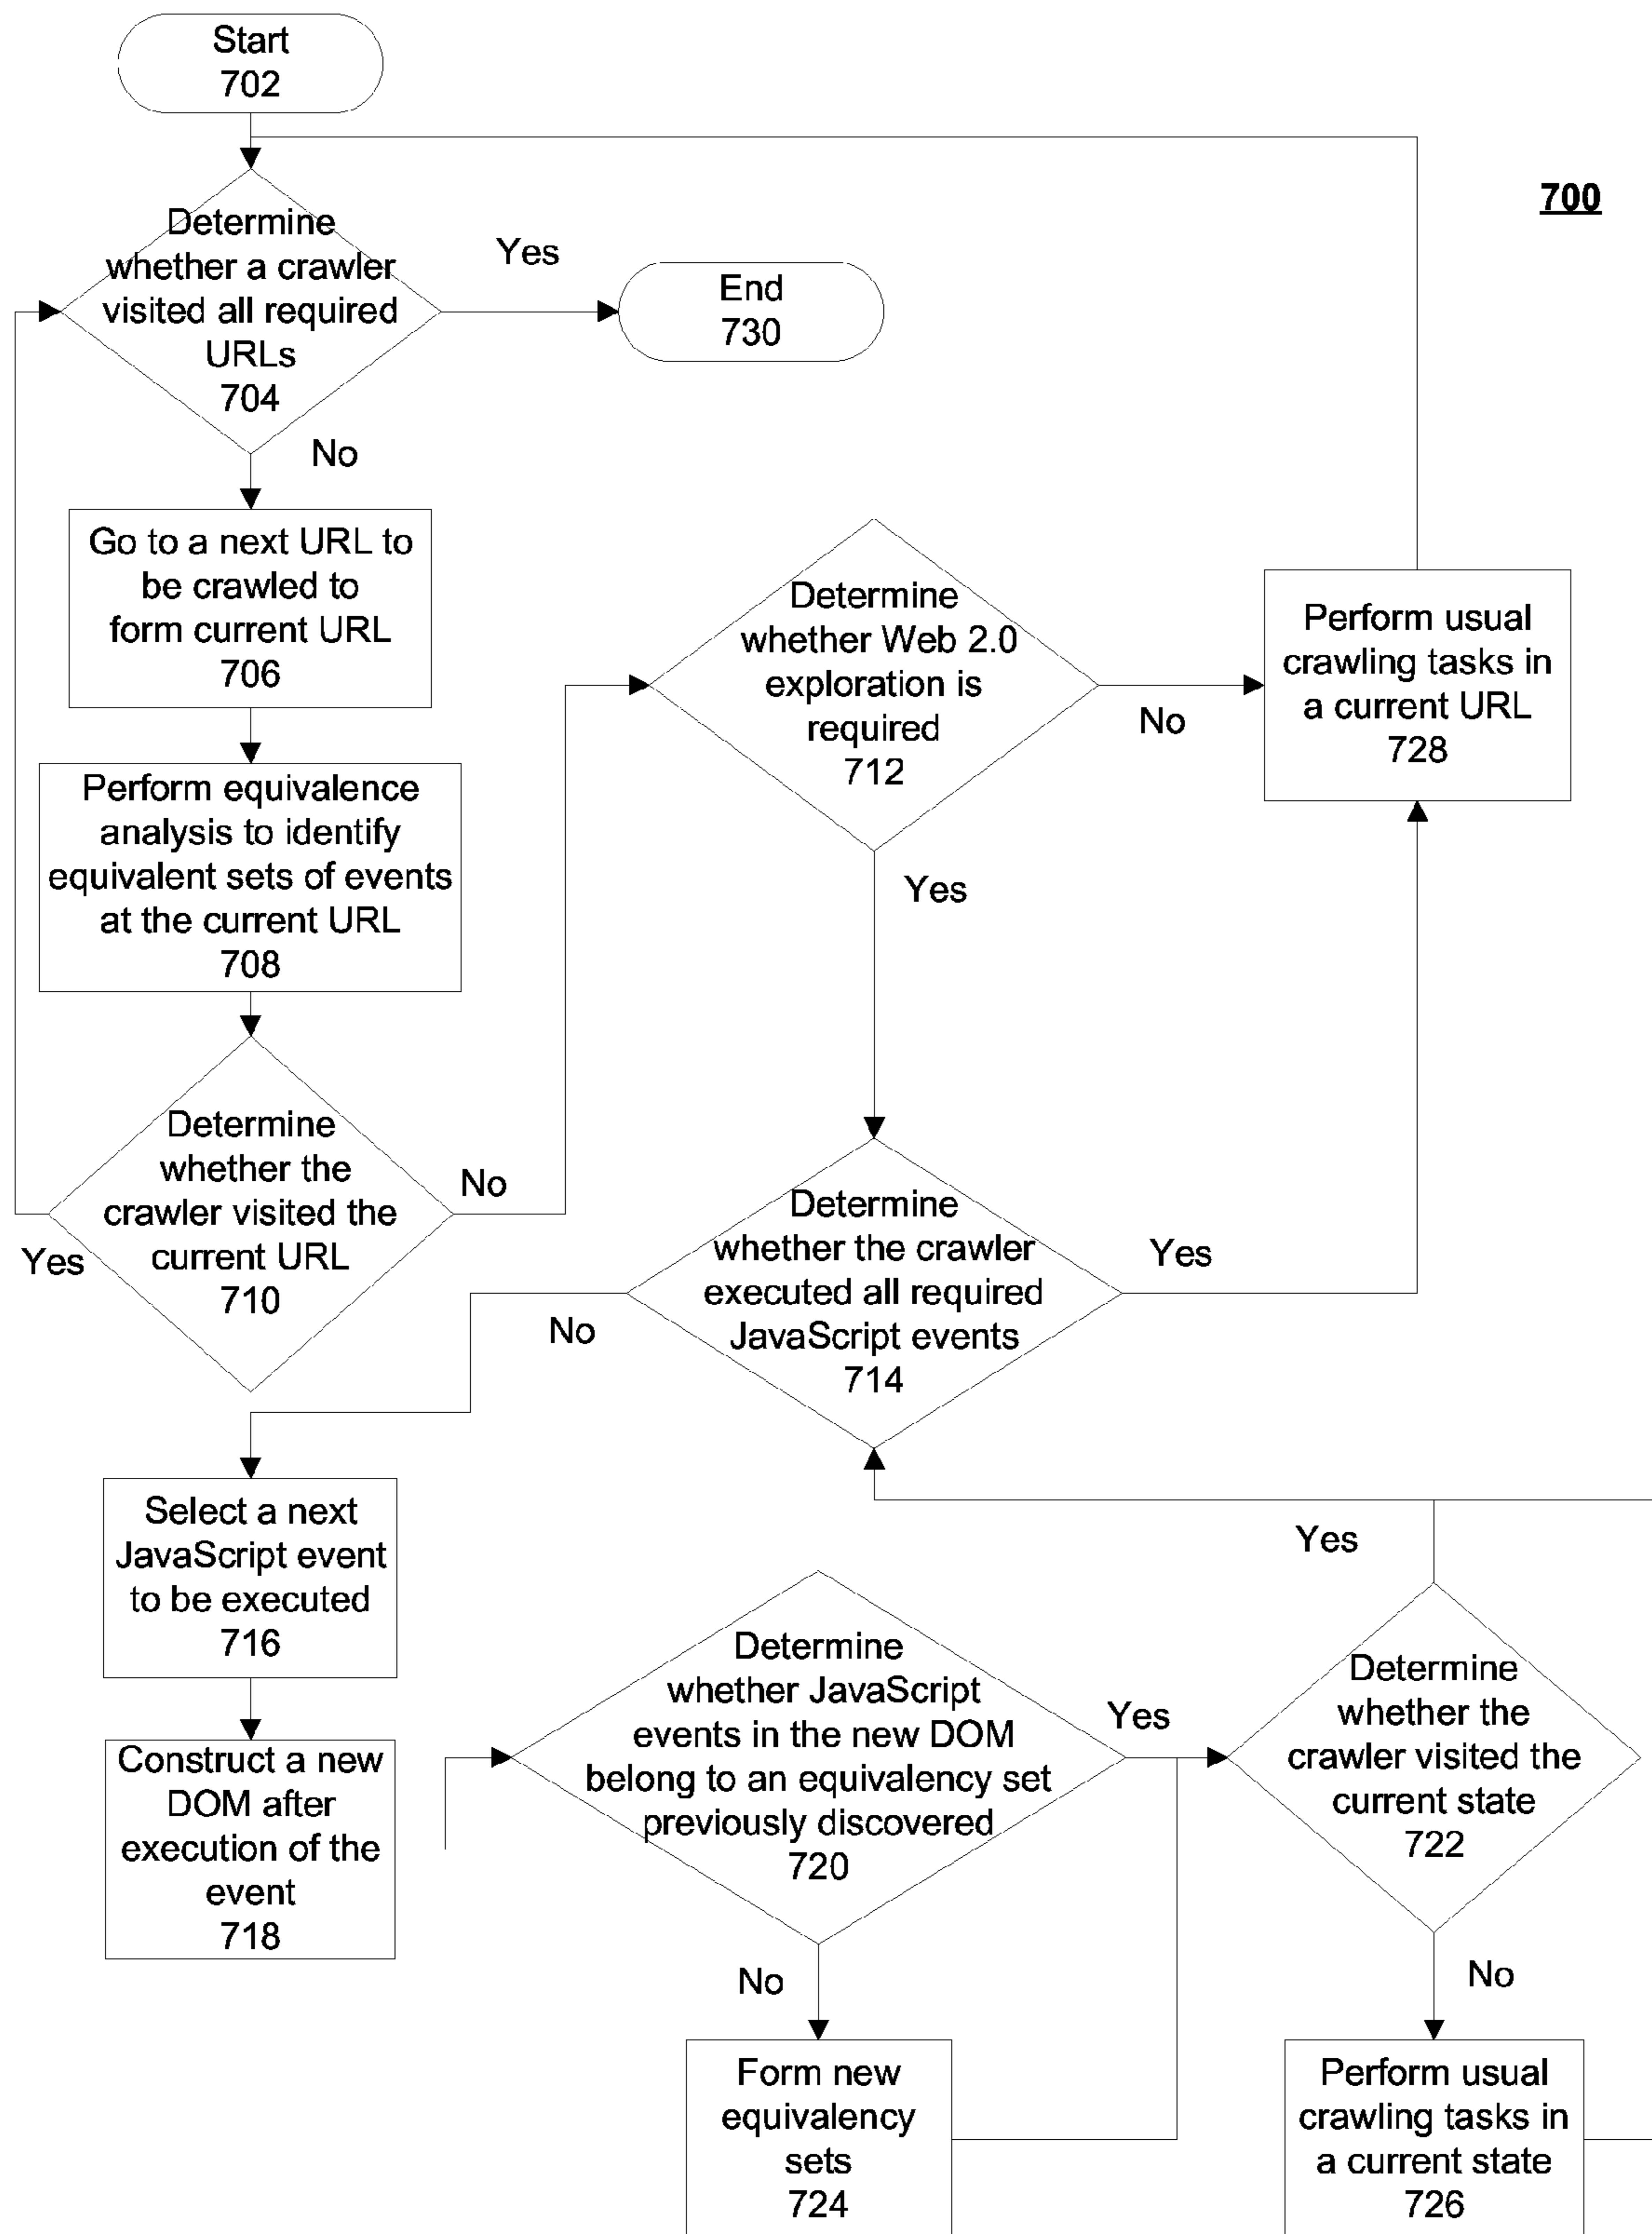 Start
702
700
Determine
whether a crawler
visited all required
URLs
704
Yes
End
730
No
Go to a next URL to
be crawled to
form current URL
706
Perform equivalence
analysis to identify
equivalent sets of events
at the current URL
708
Determine
whether the
crawler visited the
current URL
710
Yes
No
Determine
whether Web 2.0
exploration is
required
712
No
Perform usual
crawling tasks in
a current URL
728
Yes
Determine
whether the crawler
executed all required
JavaScript events
714
Yes
No
Select a next
JavaScript event
to be executed
716
Construct a new
DOM after
execution of the
event
718
Determine
whether JavaScript
events in the new DOM
belong to an equivalency set
previously discovered
720
Yes
No
Form new
equivalency
sets
724
Yes
Determine
whether the
crawler visited the
current state
722
No
Perform usual
crawling tasks in
a current state
726